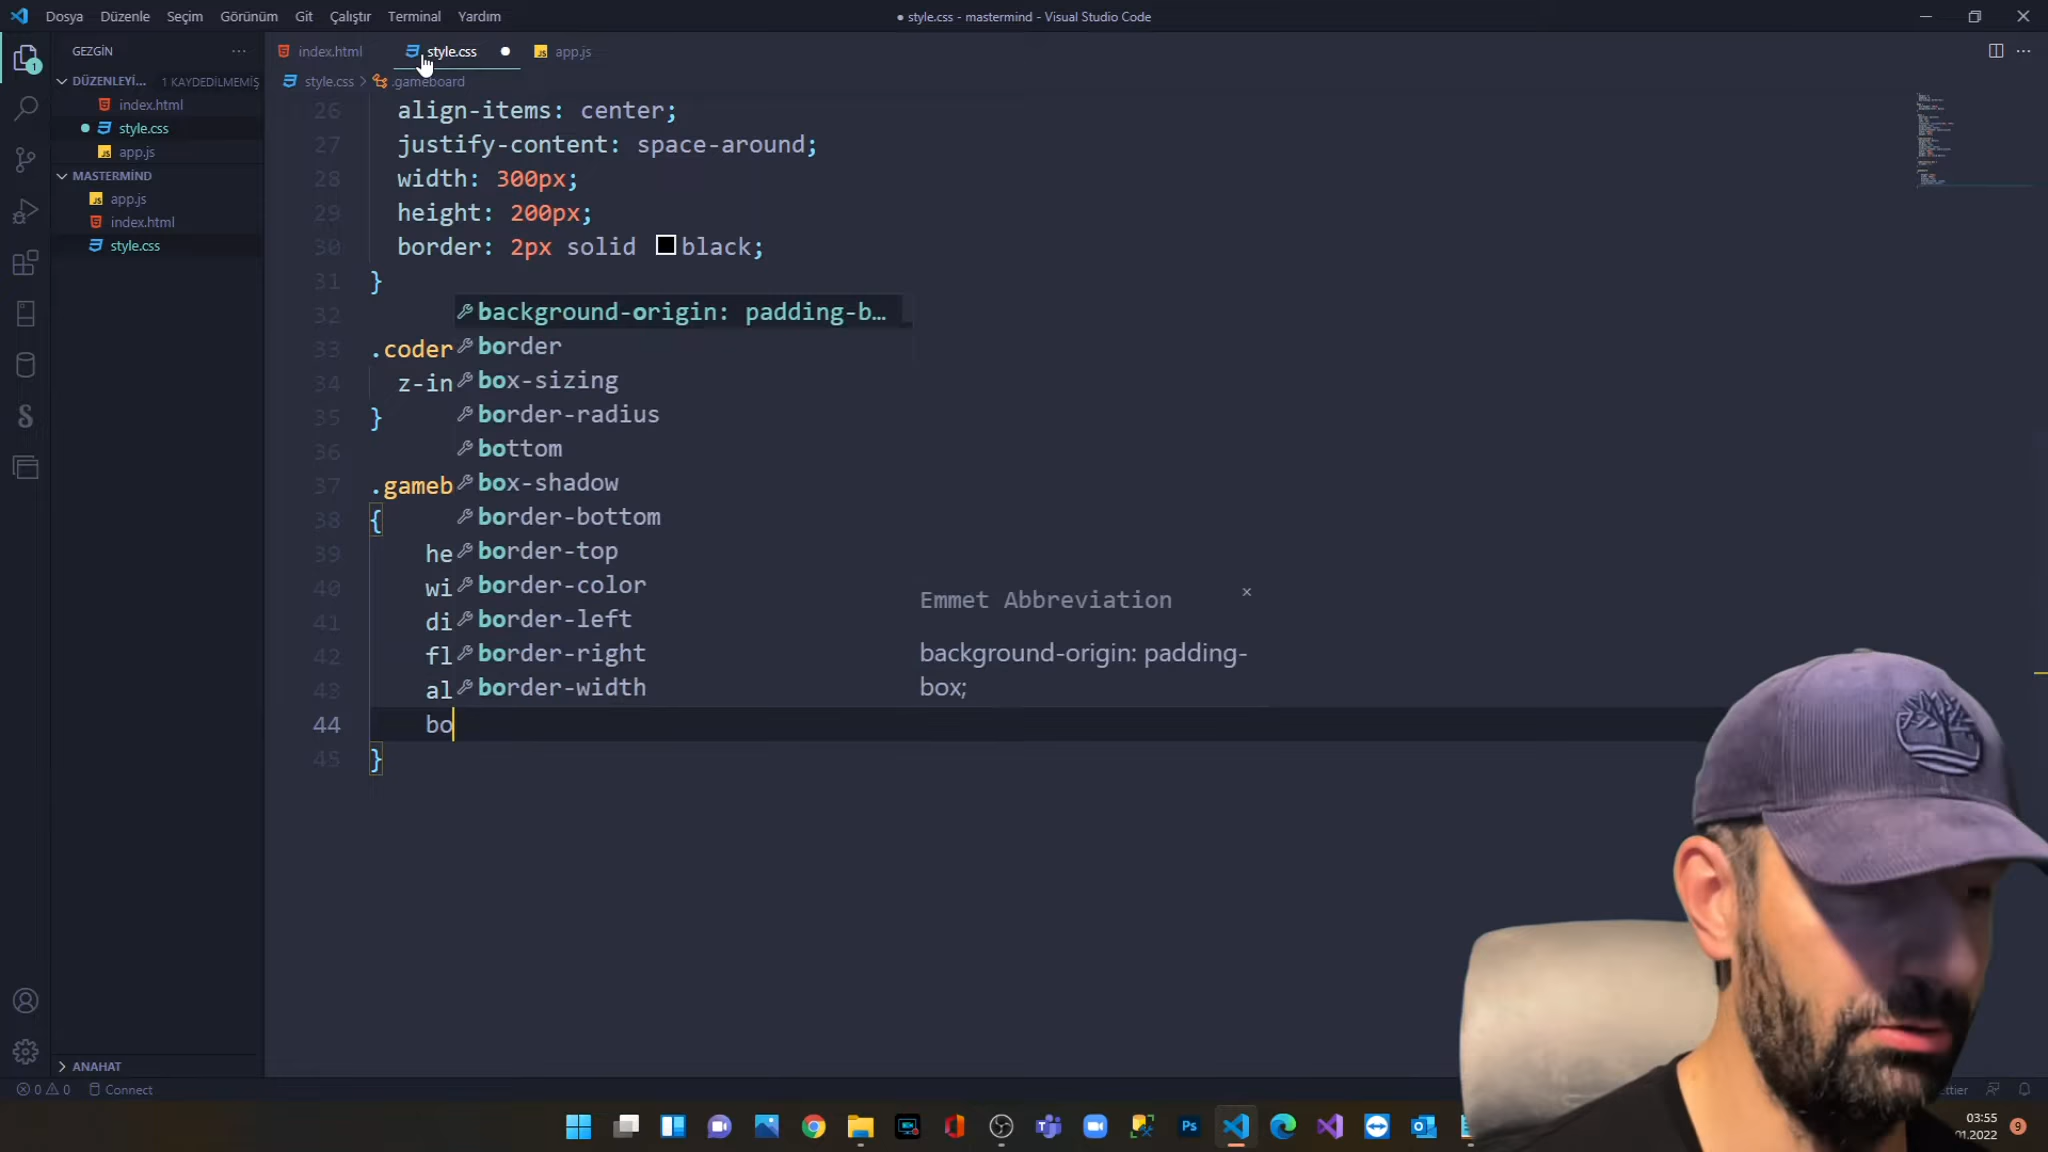 Dosya Düzenle Seçim Görünüm Git Çalıştır Terminal Yardım
● style.css - mastermind - Visual Studio Code
GEZGİN ···
index.html style.css ● app.js
DÜZENLEYİ... 1 KAYDEDİLMEMİŞ
style.css > .gameboard
index.html
style.css
app.js
MASTERMİND
app.js
index.html
style.css
26 align-items: center;
27 justify-content: space-around;
28 width: 300px;
29 height: 200px;
30 border: 2px solid black;
31 }
32
33 .coder
34 z-in
35 }
36
37 .gameb
38 {
39 he
40 wi
41 di
42 fl
43 al
44 bo
45 }
background-origin: padding-b...
border
box-sizing
border-radius
bottom
box-shadow
border-bottom
border-top
border-color
border-left
border-right
border-width
Emmet Abbreviation ×
background-origin: padding-
box;
1
ANAHAT
0 0 Connect
Ps
03:55
01.2022
9